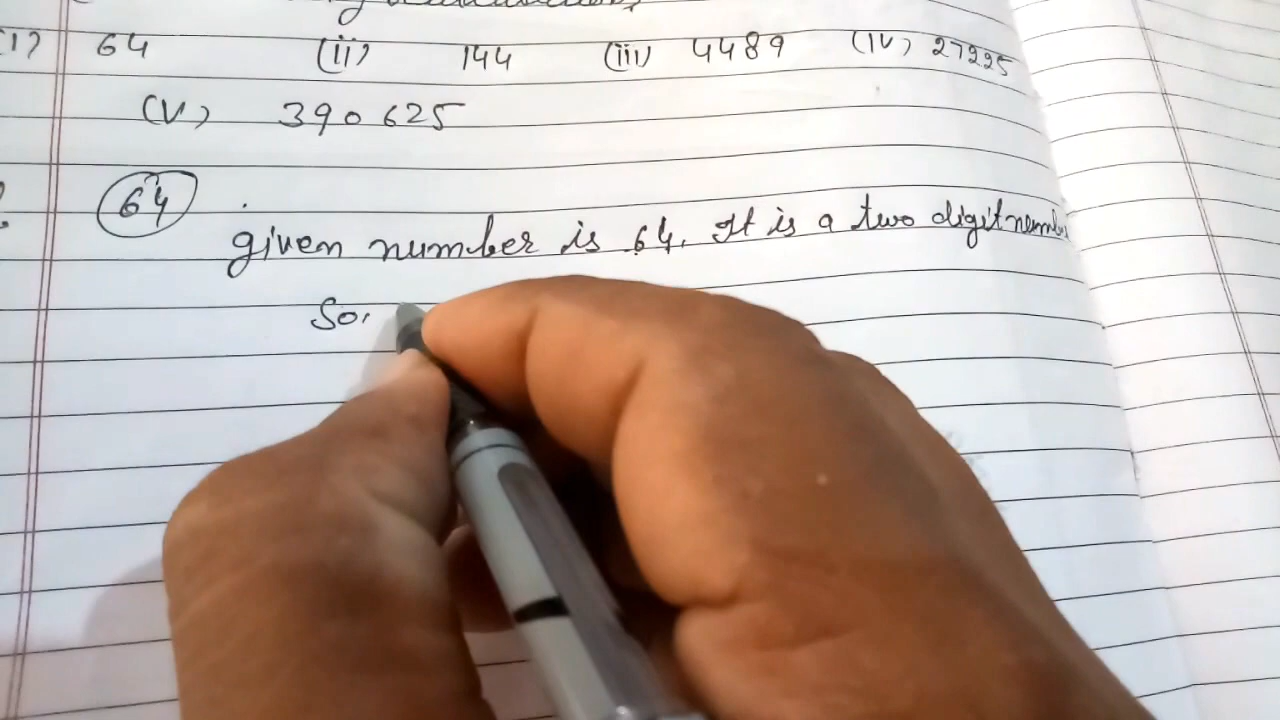 (i) 64 (ii) 144 (iii) 4489 (iv) 27225
(v) 390625
64
given number is 64. It is a two digit number
So,